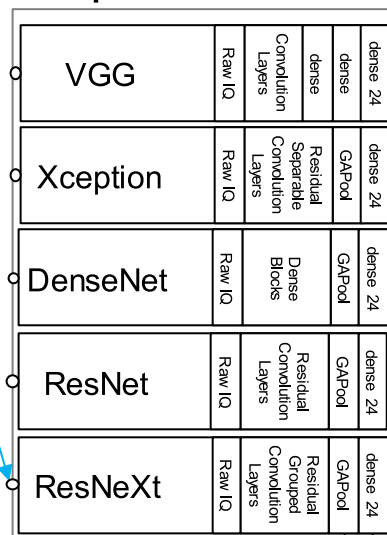 VGG
Raw IQ
Convolution
Layers
dense
dense
dense 24
Xception
Raw IQ
Residual
Separable
Convolution
Layers
GAPool
dense 24
DenseNet
Raw IQ
Dense
Blocks
GAPool
dense 24
ResNet
Raw IQ
Residual
Convolution
Layers
GAPool
dense 24
ResNeXt
Raw IQ
Residual
Grouped
Convolution
Layers
GAPool
dense 24